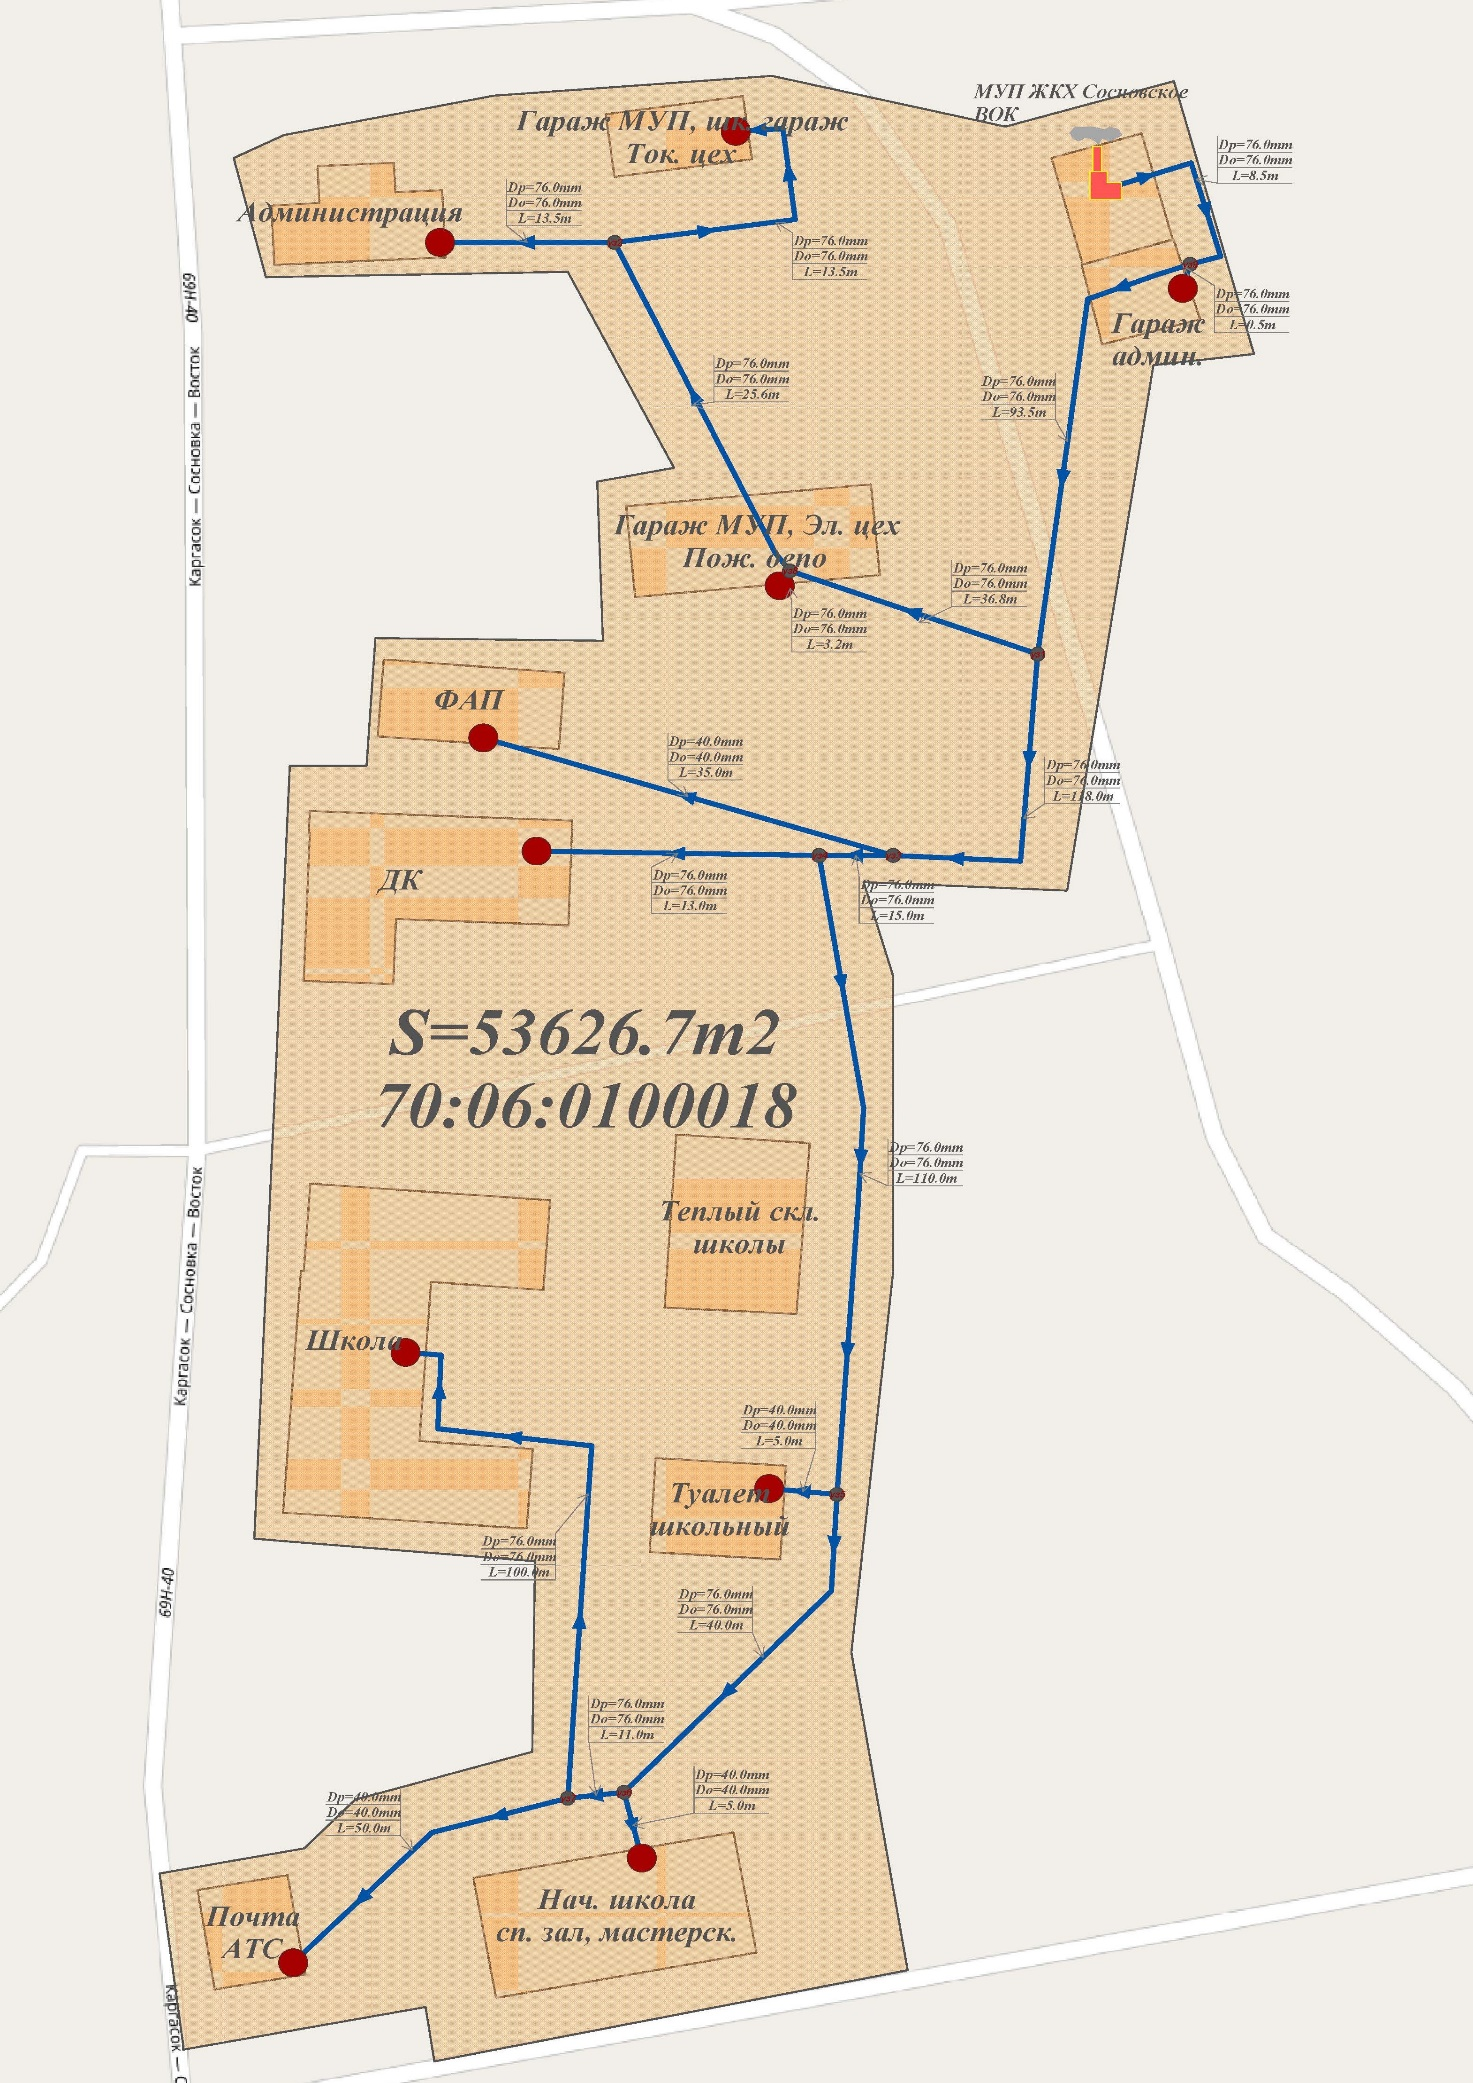 МУП ЖКХ Сосновское
ВОК
Гараж МУП, шк. гараж
Ток. цех
Dp=76.0mm
Do=76.0mm
L=8.5m
Dp=76.0mm
Do=76.0mm
L=13.5m
Администрация
Dp=76.0mm
Do=76.0mm
L=13.5m
69Н-40
Dp=76.0mm
Do=76.0mm
L=0.5m
Гараж
админ.
Каргасок — Сосновка — Восток
Dp=76.0mm
Do=76.0mm
L=25.6m
Dp=76.0mm
Do=76.0mm
L=93.5m
Гараж МУП, Эл. цех
Пож. депо
Dp=76.0mm
Do=76.0mm
L=36.8m
Dp=76.0mm
Do=76.0mm
L=3.2m
ФАП
Dp=40.0mm
Do=40.0mm
L=35.0m
Dp=76.0mm
Do=76.0mm
L=118.0m
ДК
Dp=76.0mm
Do=76.0mm
L=13.0m
Dp=76.0mm
Do=76.0mm
L=15.0m
S=53626.7m2
70:06:0100018
Dp=76.0mm
Do=76.0mm
L=110.0m
Каргасок — Сосновка — Восток
Теплый скл.
школы
Школа
Dp=40.0mm
Do=40.0mm
L=5.0m
Туалет
школьный
Dp=76.0mm
Do=76.0mm
L=100.0m
69Н-40
Dp=76.0mm
Do=76.0mm
L=40.0m
Dp=76.0mm
Do=76.0mm
L=11.0m
Dp=40.0mm
Do=40.0mm
L=5.0m
Dp=40.0mm
Do=40.0mm
L=50.0m
Почта
АТС
Нач. школа
сп. зал, мастерск.
Каргасок — С